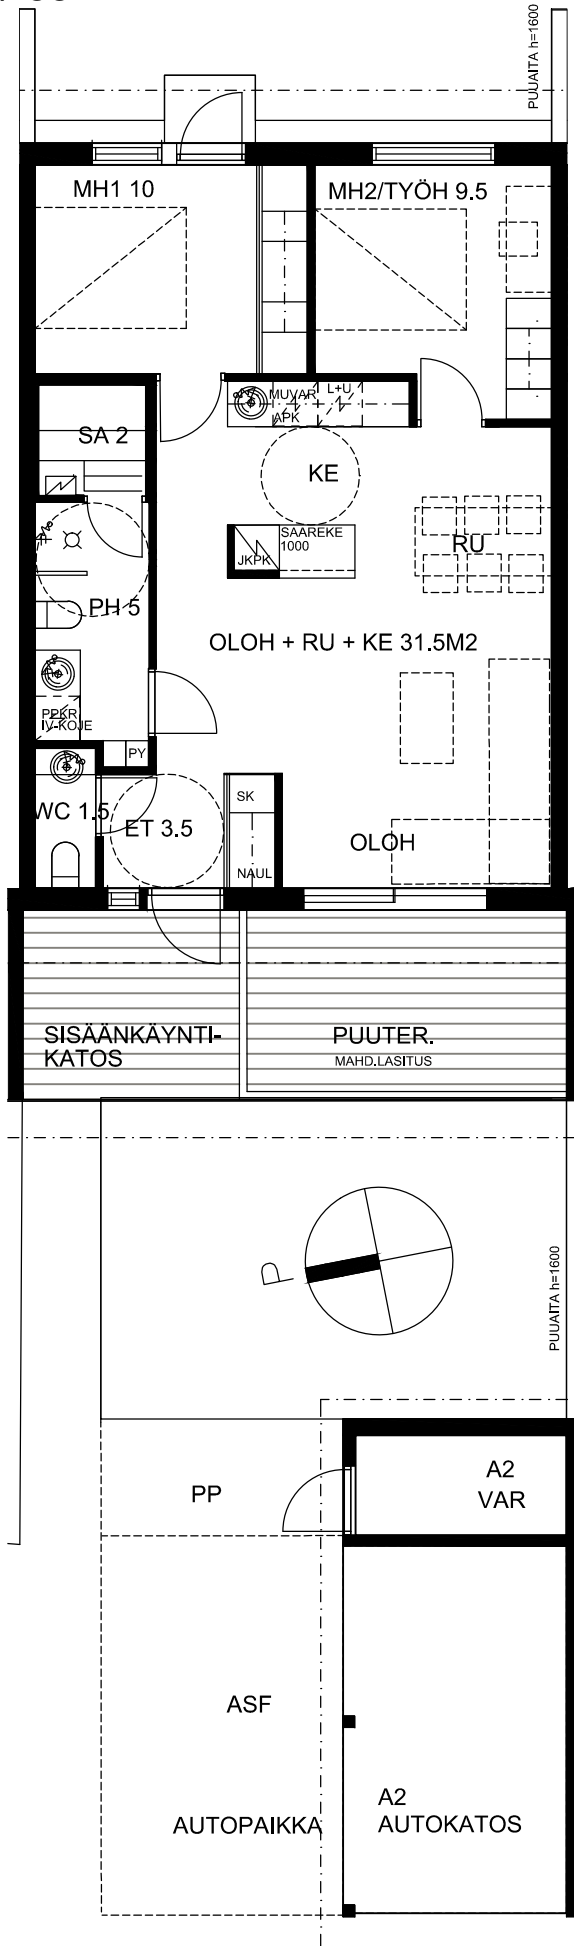 PUUAITA h=1600
MH1 10
MH2/TYÖH 9.5
MUVAR
L+U
APK
SA 2
KE
SAAREKE
1000
JKPK
RU
PH 5
OLOH + RU + KE 31.5M2
PPKR
IV-KOJE
PY
SK
WC 1.5
ET 3.5
OLOH
NAUL
SISÄÄNKÄYNTI-
KATOS
PUUTER.
MAHD.LASITUS
P
PUUAITA h=1600
A2
VAR
PP
ASF
A2
AUTOKATOS
AUTOPAIKKA